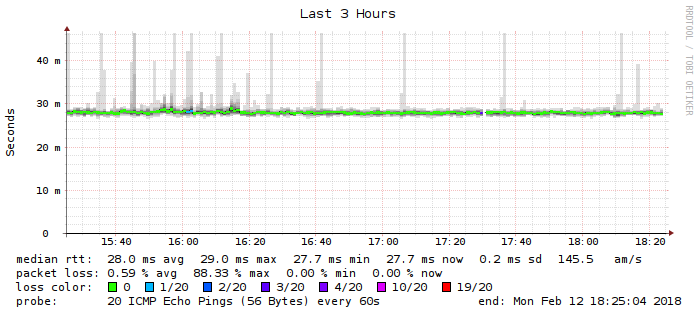 Last 3 Hours
RRDTOOL / TOBI OETIKER
Seconds
40 m
30 m
20 m
10 m
0
15:40 16:00 16:20 16:40 17:00 17:20 17:40 18:00 18:20
median rtt: 28.0 ms avg 29.0 ms max 27.7 ms min 27.7 ms now 0.2 ms sd 145.5 am/s
packet loss: 0.59 % avg 88.33 % max 0.00 % min 0.00 % now
loss color: 0 1/20 2/20 3/20 4/20 10/20 19/20
probe: 20 ICMP Echo Pings (56 Bytes) every 60s end: Mon Feb 12 18:25:04 2018